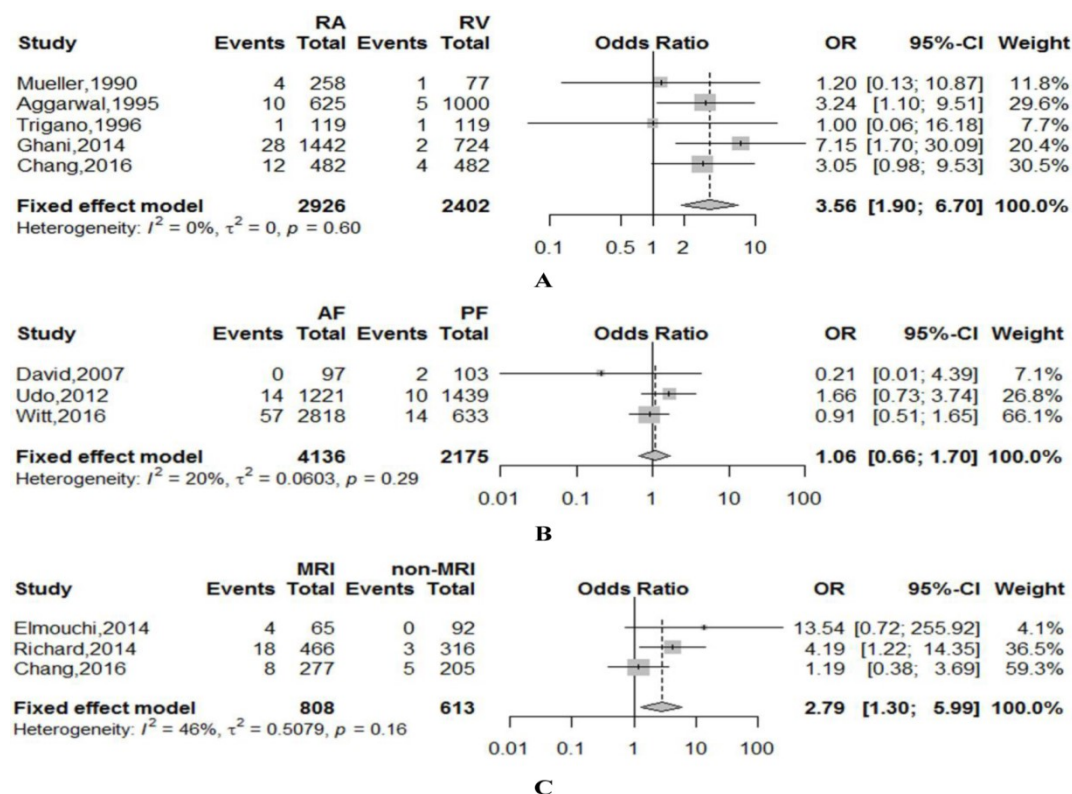 RA RV
Study Events Total Events Total Odds Ratio OR 95%-CI Weight
Mueller,1990 4 258 1 77 1.20 [0.13; 10.87] 11.8%
Aggarwal,1995 10 625 5 1000 3.24 [1.10; 9.51] 29.6%
Trigano,1996 1 119 1 119 1.00 [0.06; 16.18] 7.7%
Ghani,2014 28 1442 2 724 7.15 [1.70; 30.09] 20.4%
Chang,2016 12 482 4 482 3.05 [0.98; 9.53] 30.5%
Fixed effect model 2926 2402 3.56 [1.90; 6.70] 100.0%
Heterogeneity: I² = 0%, τ² = 0, p = 0.60
0.1 0.5 1 2 10
A
AF PF
Study Events Total Events Total Odds Ratio OR 95%-CI Weight
David,2007 0 97 2 103 0.21 [0.01; 4.39] 7.1%
Udo,2012 14 1221 10 1439 1.66 [0.73; 3.74] 26.8%
Witt,2016 57 2818 14 633 0.91 [0.51; 1.65] 66.1%
Fixed effect model 4136 2175 1.06 [0.66; 1.70] 100.0%
Heterogeneity: I² = 20%, τ² = 0.0603, p = 0.29
0.01 0.1 1 10 100
B
MRI non-MRI
Study Events Total Events Total Odds Ratio OR 95%-CI Weight
Elmouchi,2014 4 65 0 92 13.54 [0.72; 255.92] 4.1%
Richard,2014 18 466 3 316 4.19 [1.22; 14.35] 36.5%
Chang,2016 8 277 5 205 1.19 [0.38; 3.69] 59.3%
Fixed effect model 808 613 2.79 [1.30; 5.99] 100.0%
Heterogeneity: I² = 46%, τ² = 0.5079, p = 0.16
0.01 0.1 1 10 100
C